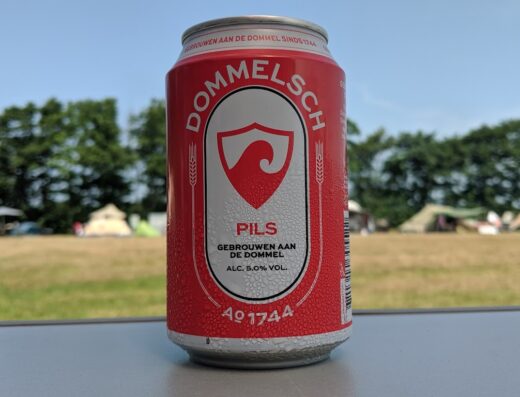 GEBROUWEN AAN DE DOMMEL SINDS 1744
DOMMELSCH
PILS
GEBROUWEN AAN
DE DOMMEL
ALC. 5.0% VOL.
Aº 1744